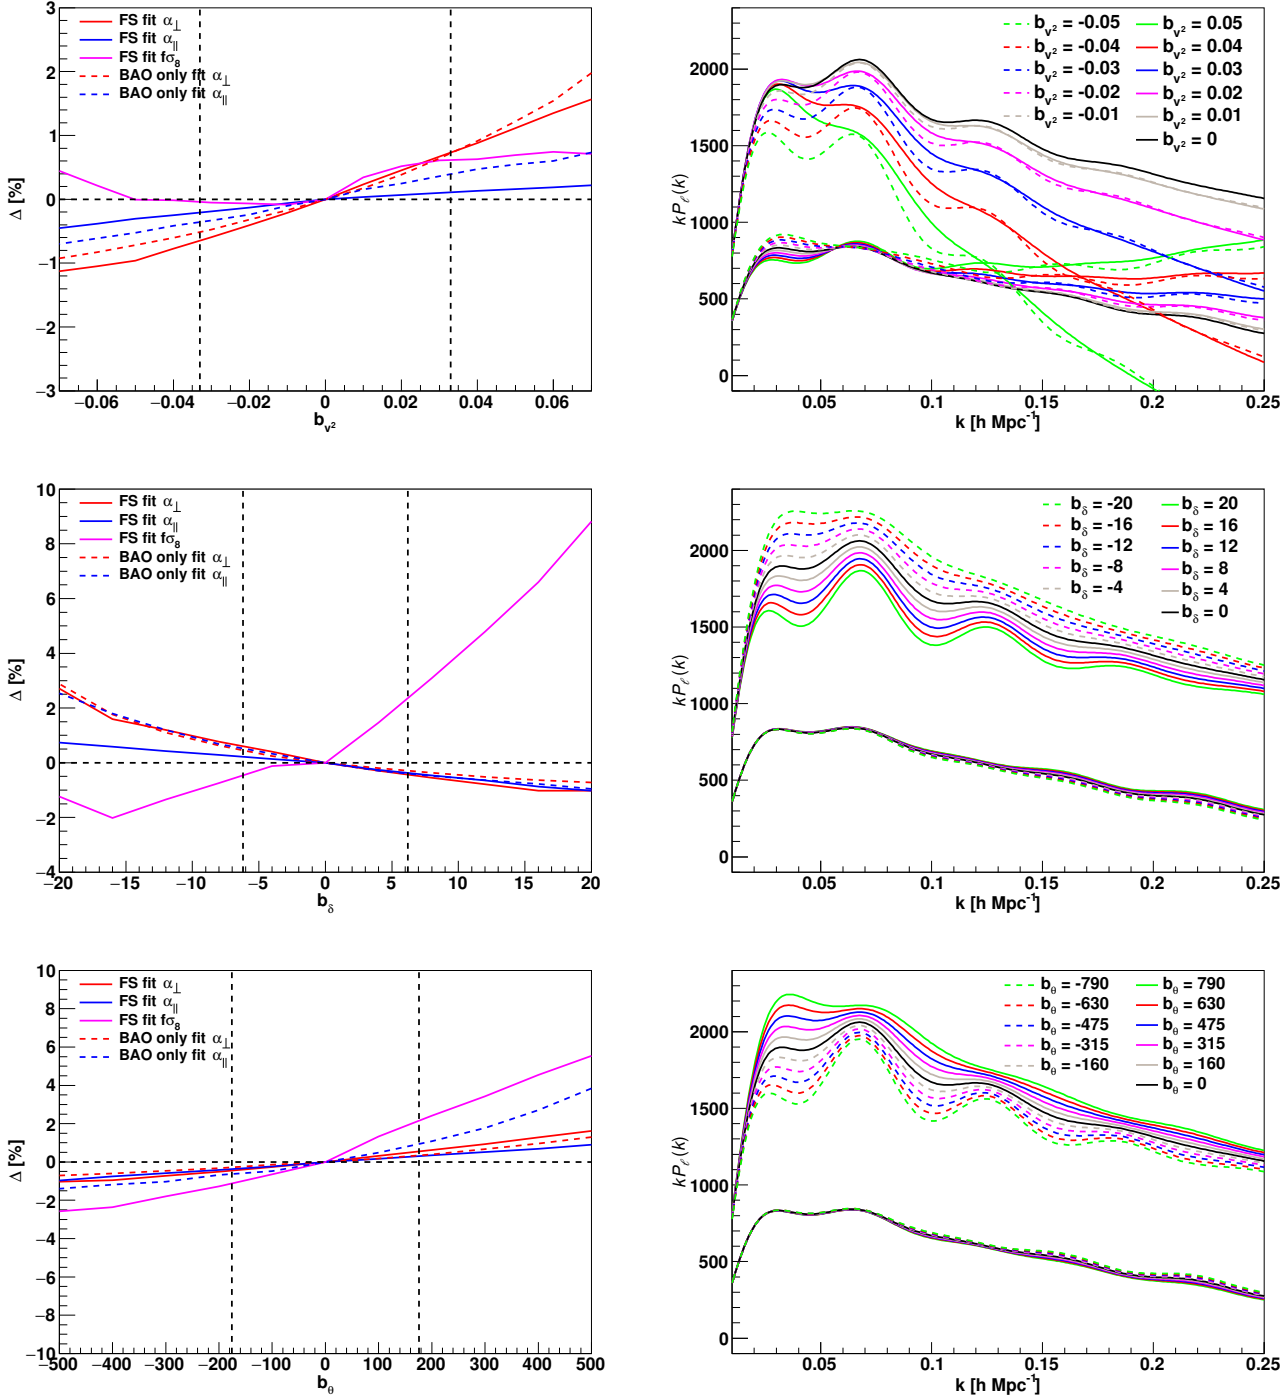 3
2
1
0
−1
−2
−3
Δ [%]
FS fit α⊥
FS fit α∥
FS fit fσ8
BAO only fit α⊥
BAO only fit α∥
−0.06 −0.04 −0.02 0 0.02 0.04 0.06
bv2
2000
1500
1000
500
0
kPℓ(k)
bv2 = -0.05 bv2 = 0.05
bv2 = -0.04 bv2 = 0.04
bv2 = -0.03 bv2 = 0.03
bv2 = -0.02 bv2 = 0.02
bv2 = -0.01 bv2 = 0.01
bv2 = 0
0.05 0.1 0.15 0.2 0.25
k [h Mpc-1]
10
8
6
4
2
0
−2
−4
Δ [%]
FS fit α⊥
FS fit α∥
FS fit fσ8
BAO only fit α⊥
BAO only fit α∥
−20 −15 −10 −5 0 5 10 15 20
bδ
2000
1500
1000
500
0
kPℓ(k)
bδ = -20 bδ = 20
bδ = -16 bδ = 16
bδ = -12 bδ = 12
bδ = -8 bδ = 8
bδ = -4 bδ = 4
bδ = 0
0.05 0.1 0.15 0.2 0.25
k [h Mpc-1]
10
8
6
4
2
0
−2
−4
−6
−8
−10
Δ [%]
FS fit α⊥
FS fit α∥
FS fit fσ8
BAO only fit α⊥
BAO only fit α∥
−500 −400 −300 −200 −100 0 100 200 300 400 500
bθ
2000
1500
1000
500
0
kPℓ(k)
bθ = -790 bθ = 790
bθ = -630 bθ = 630
bθ = -475 bθ = 475
bθ = -315 bθ = 315
bθ = -160 bθ = 160
bθ = 0
0.05 0.1 0.15 0.2 0.25
k [h Mpc-1]